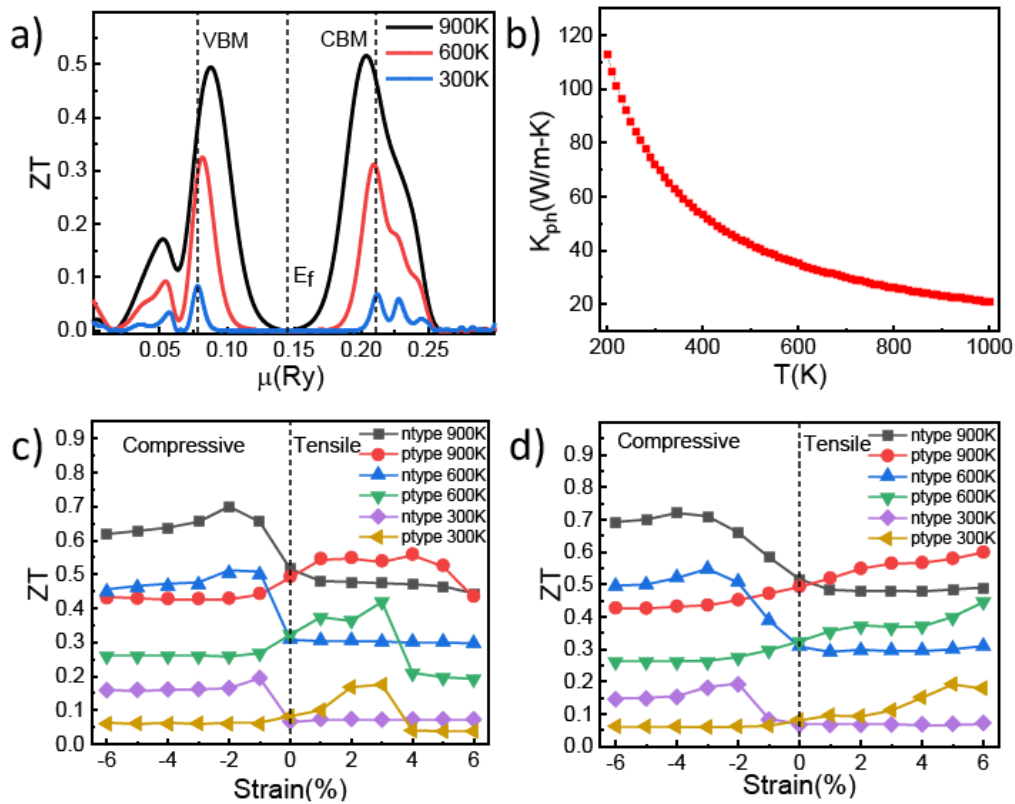 a)
VBM
CBM
900K
600K
300K
E_f
ZT
0.5
0.4
0.3
0.2
0.1
0.0
0.05
0.10
0.15
0.20
0.25
μ(Ry)
b)
K_ph(W/m-K)
120
100
80
60
40
20
200
400
600
800
1000
T(K)
c)
Compressive
Tensile
ntype 900K
ptype 900K
ntype 600K
ptype 600K
ntype 300K
ptype 300K
ZT
0.9
0.8
0.7
0.6
0.5
0.4
0.3
0.2
0.1
0.0
-6
-4
-2
0
2
4
6
Strain(%)
d)
Compressive
Tensile
ntype 900K
ptype 900K
ntype 600K
ptype 600K
ntype 300K
ptype 300K
ZT
0.9
0.8
0.7
0.6
0.5
0.4
0.3
0.2
0.1
0.0
-6
-4
-2
0
2
4
6
Strain(%)